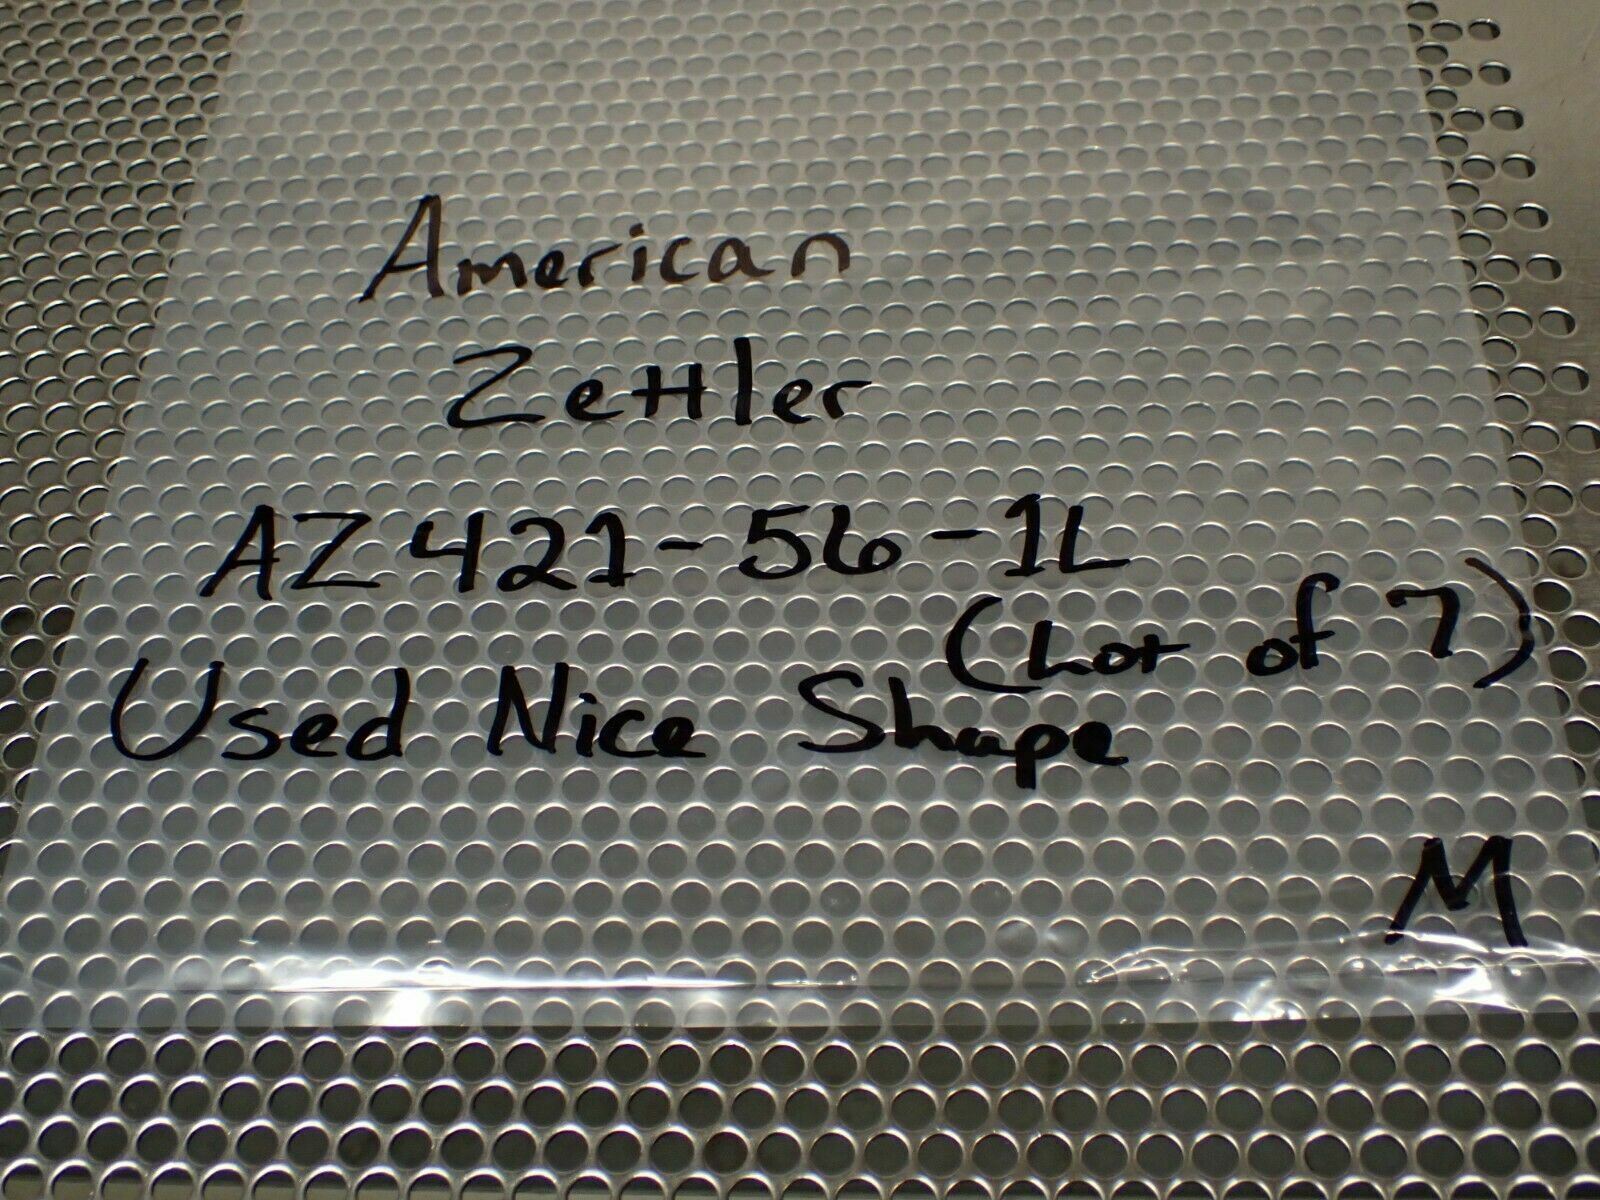 American
Zettler
AZ421-56-1L
(Lot of 7)
Used Nice Shape
M